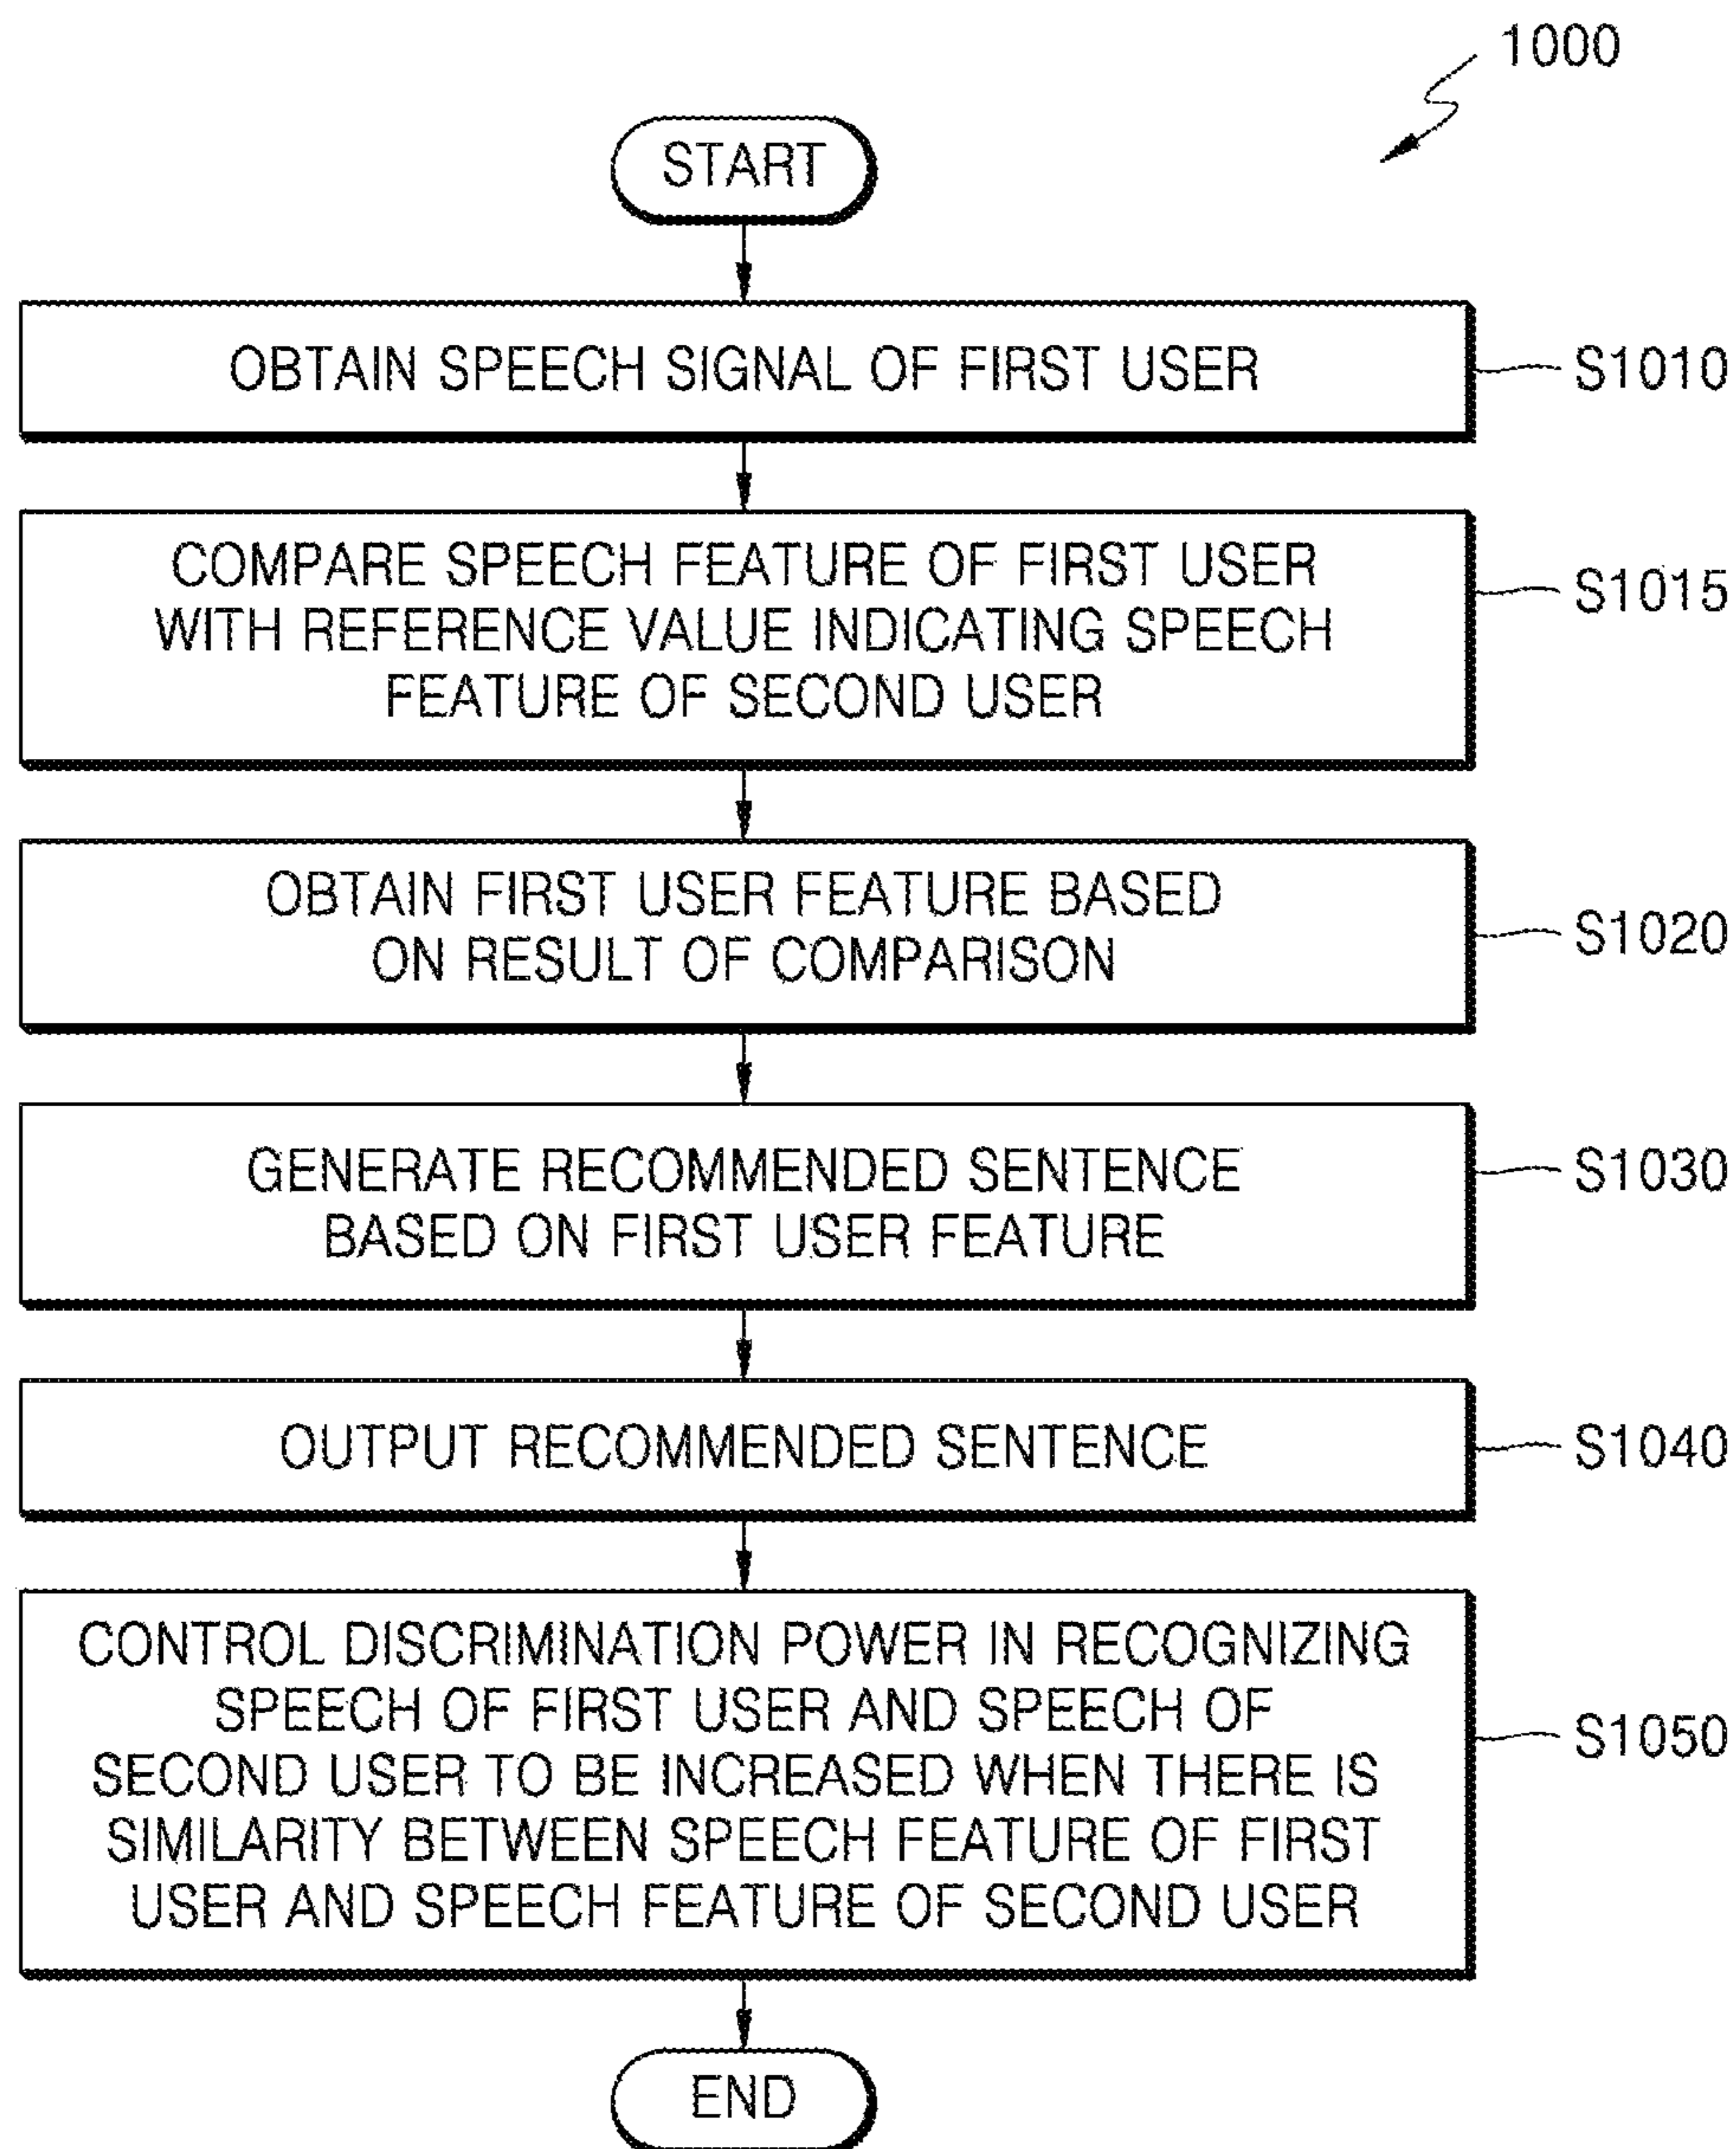 1000
START
OBTAIN SPEECH SIGNAL OF FIRST USER
S1010
COMPARE SPEECH FEATURE OF FIRST USER
WITH REFERENCE VALUE INDICATING SPEECH
FEATURE OF SECOND USER
S1015
OBTAIN FIRST USER FEATURE BASED
ON RESULT OF COMPARISON
S1020
GENERATE RECOMMENDED SENTENCE
BASED ON FIRST USER FEATURE
S1030
OUTPUT RECOMMENDED SENTENCE
S1040
CONTROL DISCRIMINATION POWER IN RECOGNIZING
SPEECH OF FIRST USER AND SPEECH OF
SECOND USER TO BE INCREASED WHEN THERE IS
SIMILARITY BETWEEN SPEECH FEATURE OF FIRST
USER AND SPEECH FEATURE OF SECOND USER
S1050
END